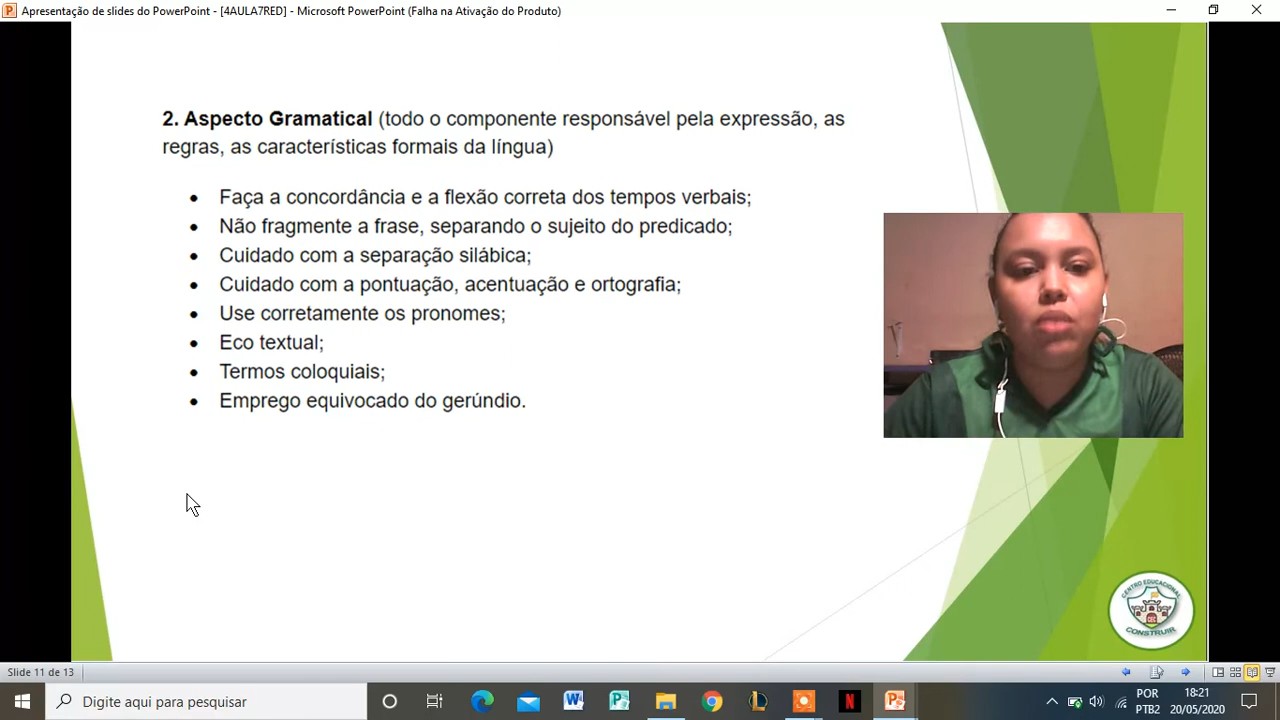 Apresentação de slides do PowerPoint - [4AULA7RED] - Microsoft PowerPoint (Falha na Ativação do Produto)
2. Aspecto Gramatical (todo o componente responsável pela expressão, as
regras, as características formais da língua)
• Faça a concordância e a flexão correta dos tempos verbais;
• Não fragmente a frase, separando o sujeito do predicado;
• Cuidado com a separação silábica;
• Cuidado com a pontuação, acentuação e ortografia;
• Use corretamente os pronomes;
• Eco textual;
• Termos coloquiais;
• Emprego equivocado do gerúndio.
CENTRO EDUCACIONAL
CEC
CONSTRUIR
Slide 11 de 13
Digite aqui para pesquisar
POR
PTB2
18:21
20/05/2020